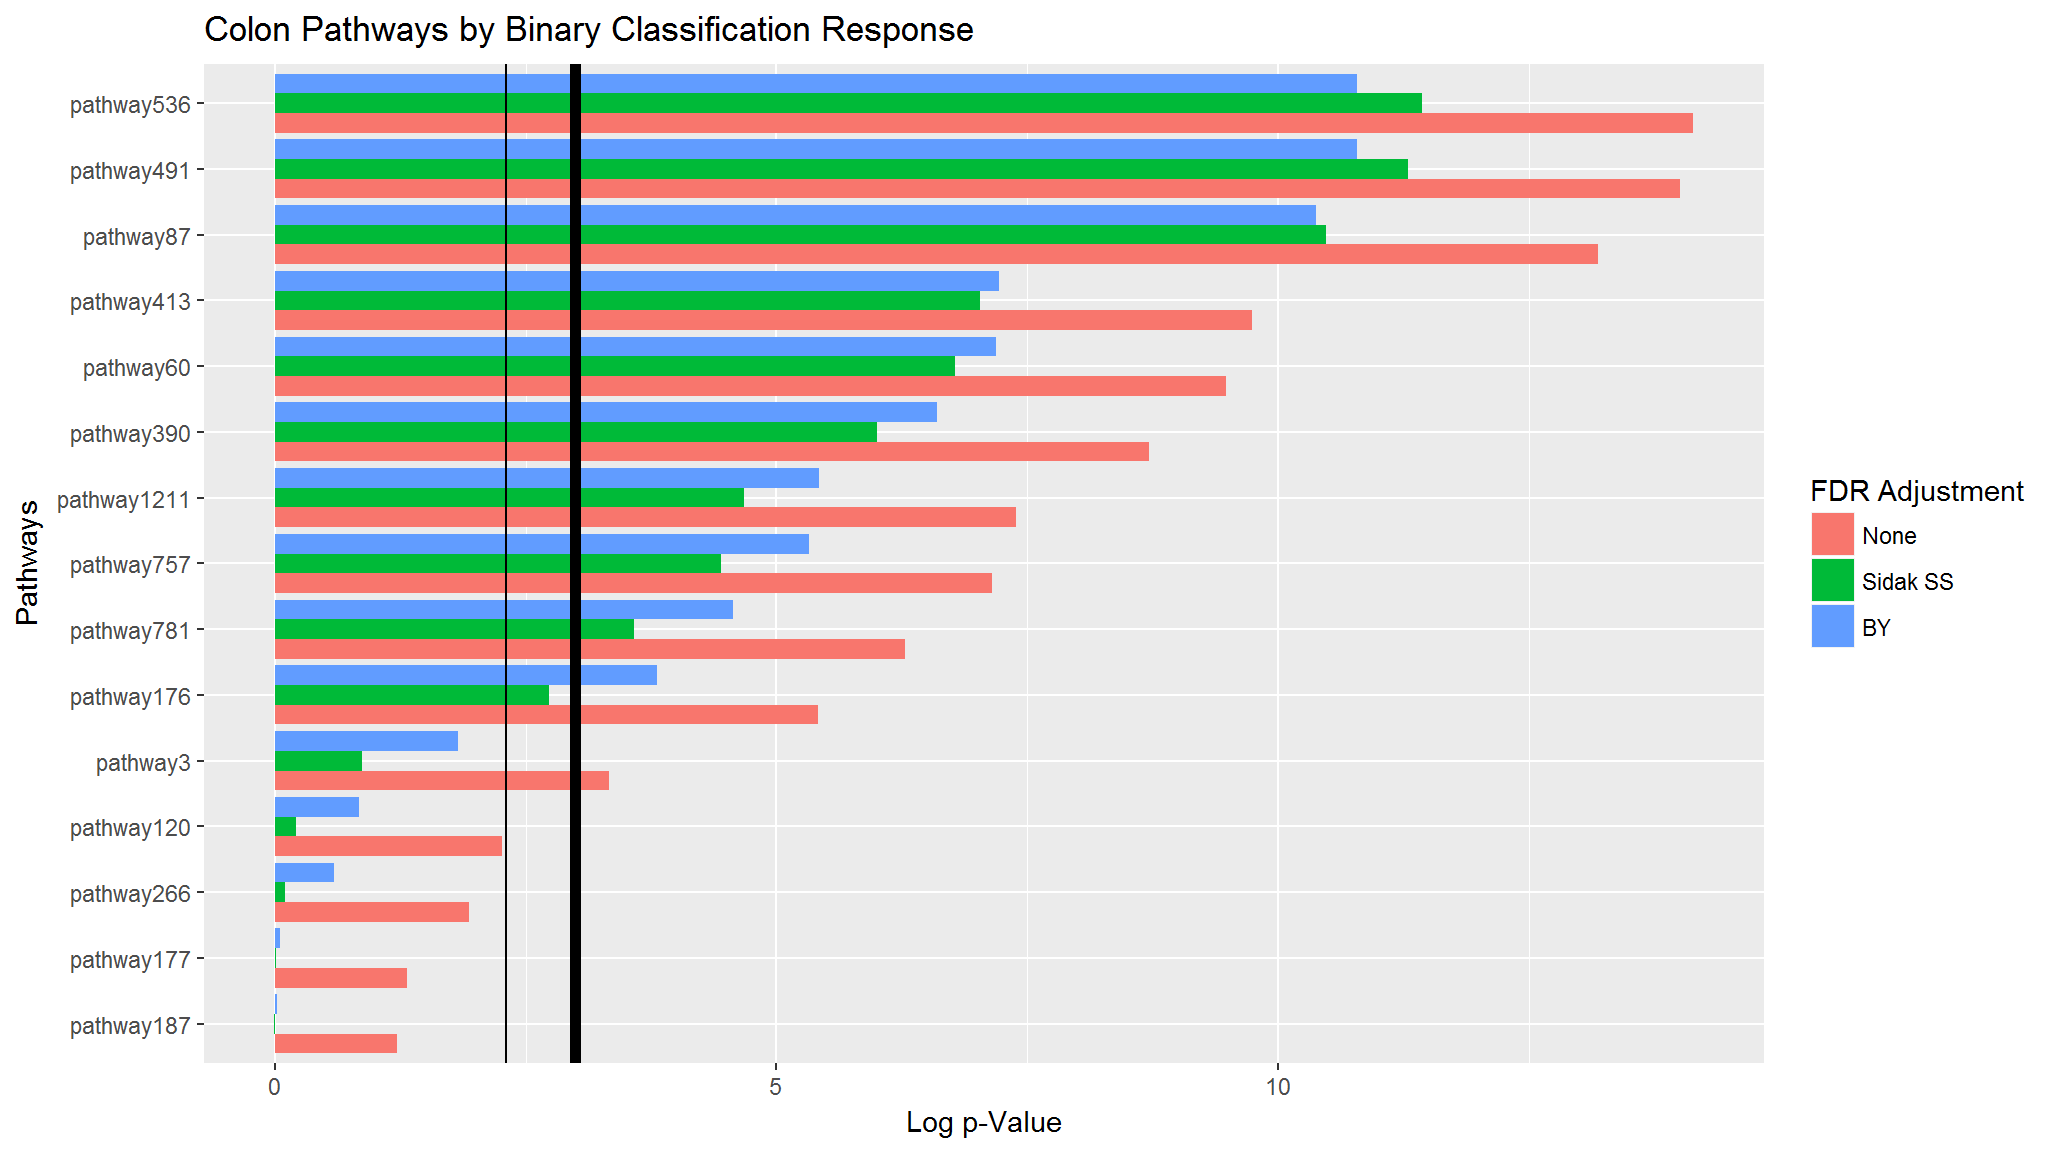 Colon Pathways by Binary Classification Response
pathway536
pathway491
pathway87
pathway413
pathway60
pathway390
pathway1211
pathway757
pathway781
pathway176
pathway3
pathway120
pathway266
pathway177
pathway187
Pathways
0 5 10
Log p-Value
FDR Adjustment
None
Sidak SS
BY